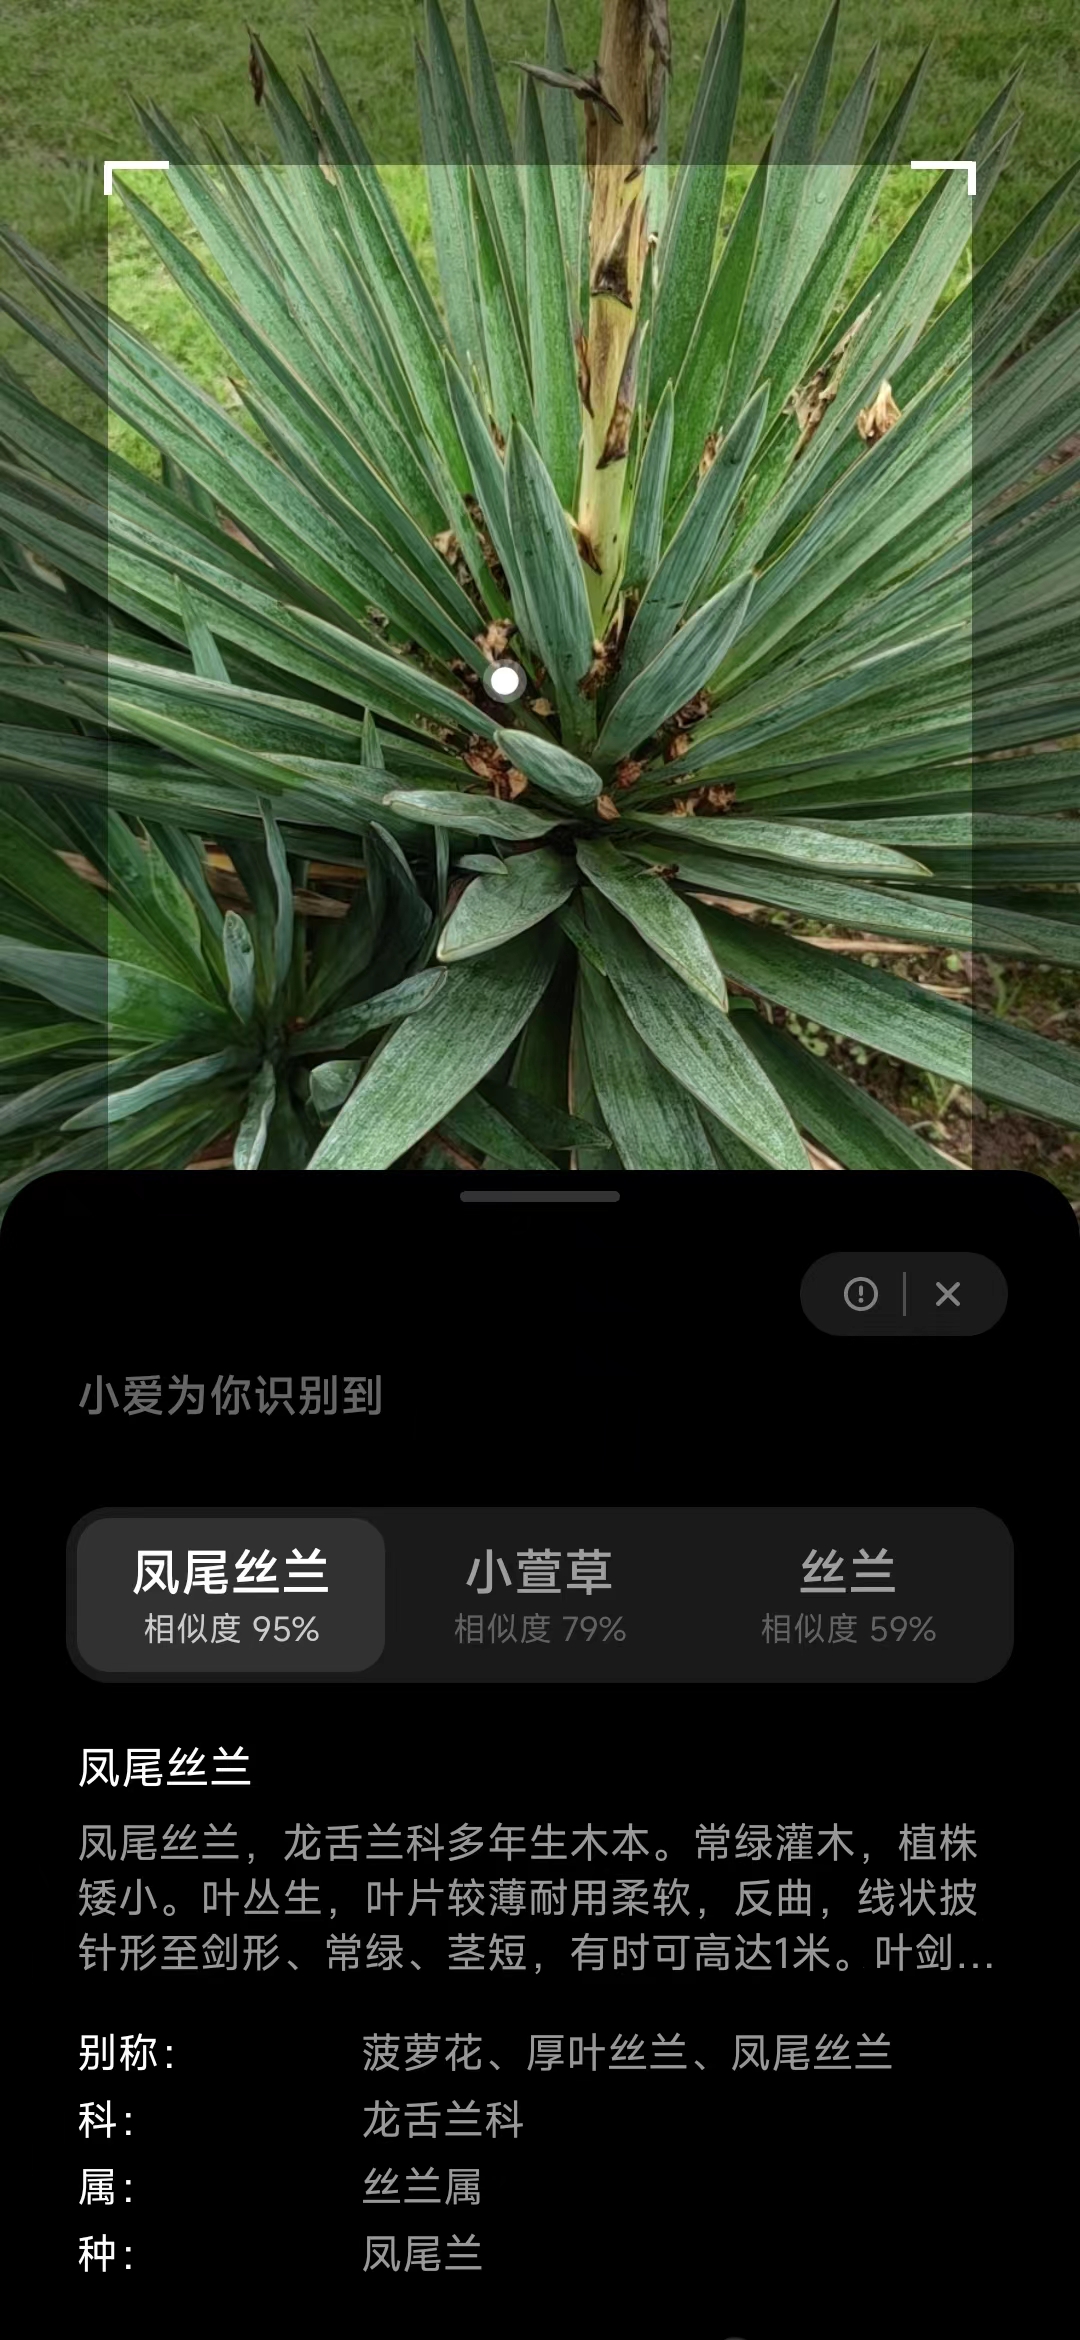 小爱为你识别到
凤尾丝兰
相似度 95%
小萱草
相似度 79%
丝兰
相似度 59%
凤尾丝兰
凤尾丝兰，龙舌兰科多年生木本。常绿灌木，植株
矮小。叶丛生，叶片较薄耐用柔软，反曲，线状披
针形至剑形、常绿、茎短，有时可高达1米。叶剑...
别称： 菠萝花、厚叶丝兰、凤尾丝兰
科： 龙舌兰科
属： 丝兰属
种： 凤尾兰